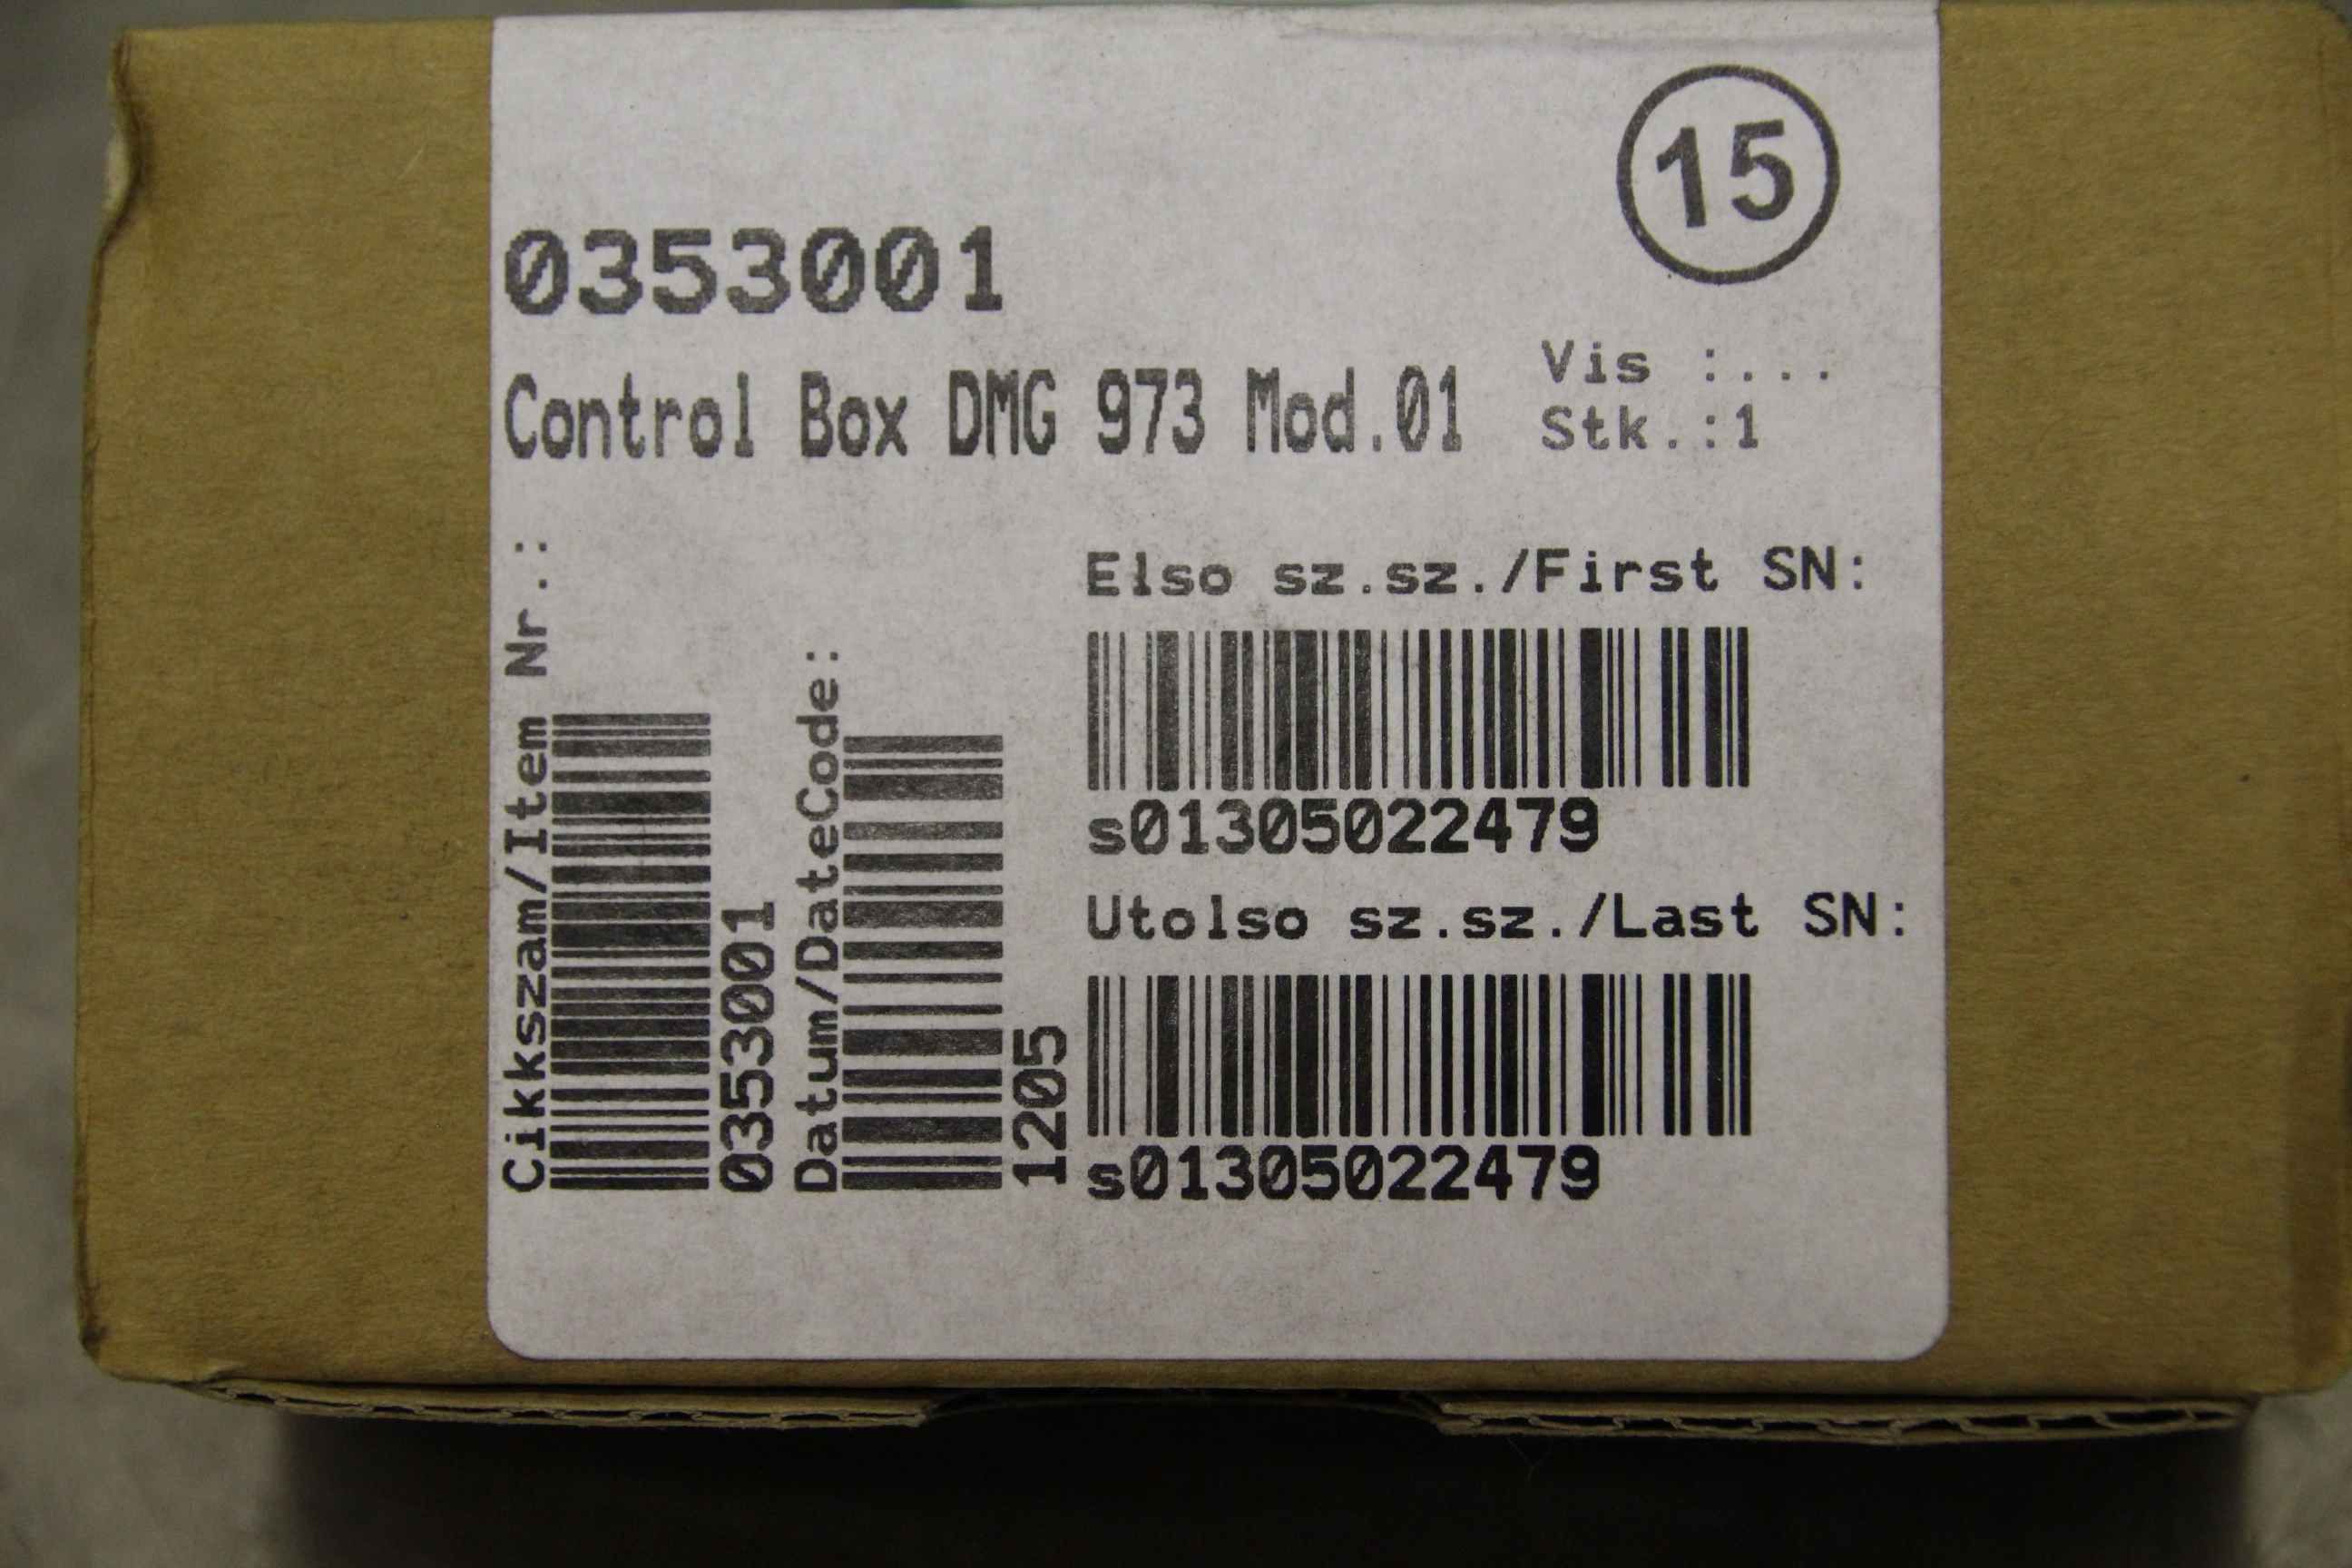 15
0353001
Control Box DMG 973 Mod.01
Vis :...
Stk.:1
Cikkszam/Item Nr.:
0353001
Datum/DateCode:
1205
Elso sz.sz./First SN:
s01305022479
Utolso sz.sz./Last SN:
s01305022479